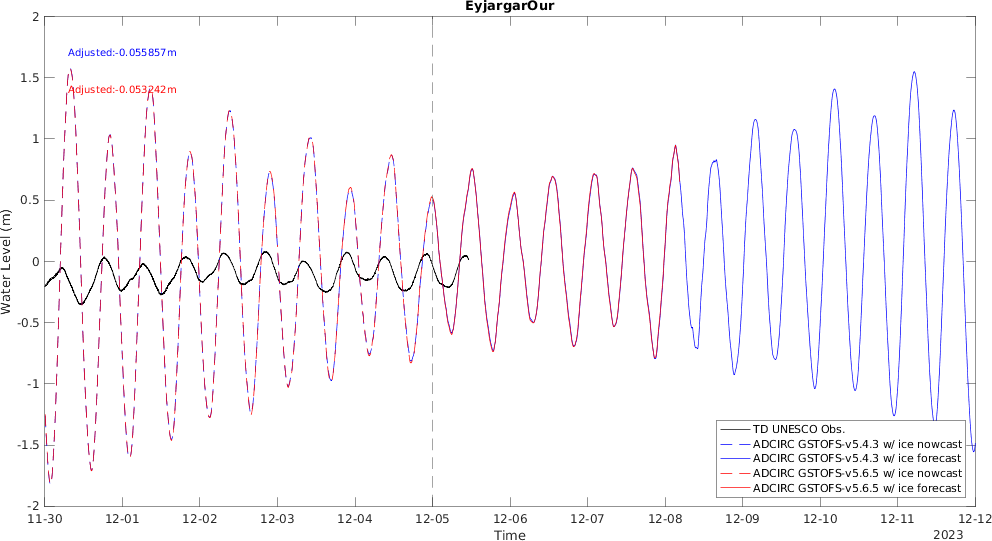 EyjargarOur
Adjusted:-0.055857m
Adjusted:-0.053242m
Water Level (m)
2
1.5
1
0.5
0
-0.5
-1
-1.5
-2
TD UNESCO Obs.
ADCIRC GSTOFS-v5.4.3 w/ ice nowcast
ADCIRC GSTOFS-v5.4.3 w/ ice forecast
ADCIRC GSTOFS-v5.6.5 w/ ice nowcast
ADCIRC GSTOFS-v5.6.5 w/ ice forecast
11-30 12-01 12-02 12-03 12-04 12-05 12-06 12-07 12-08 12-09 12-10 12-11 12-12
Time
2023